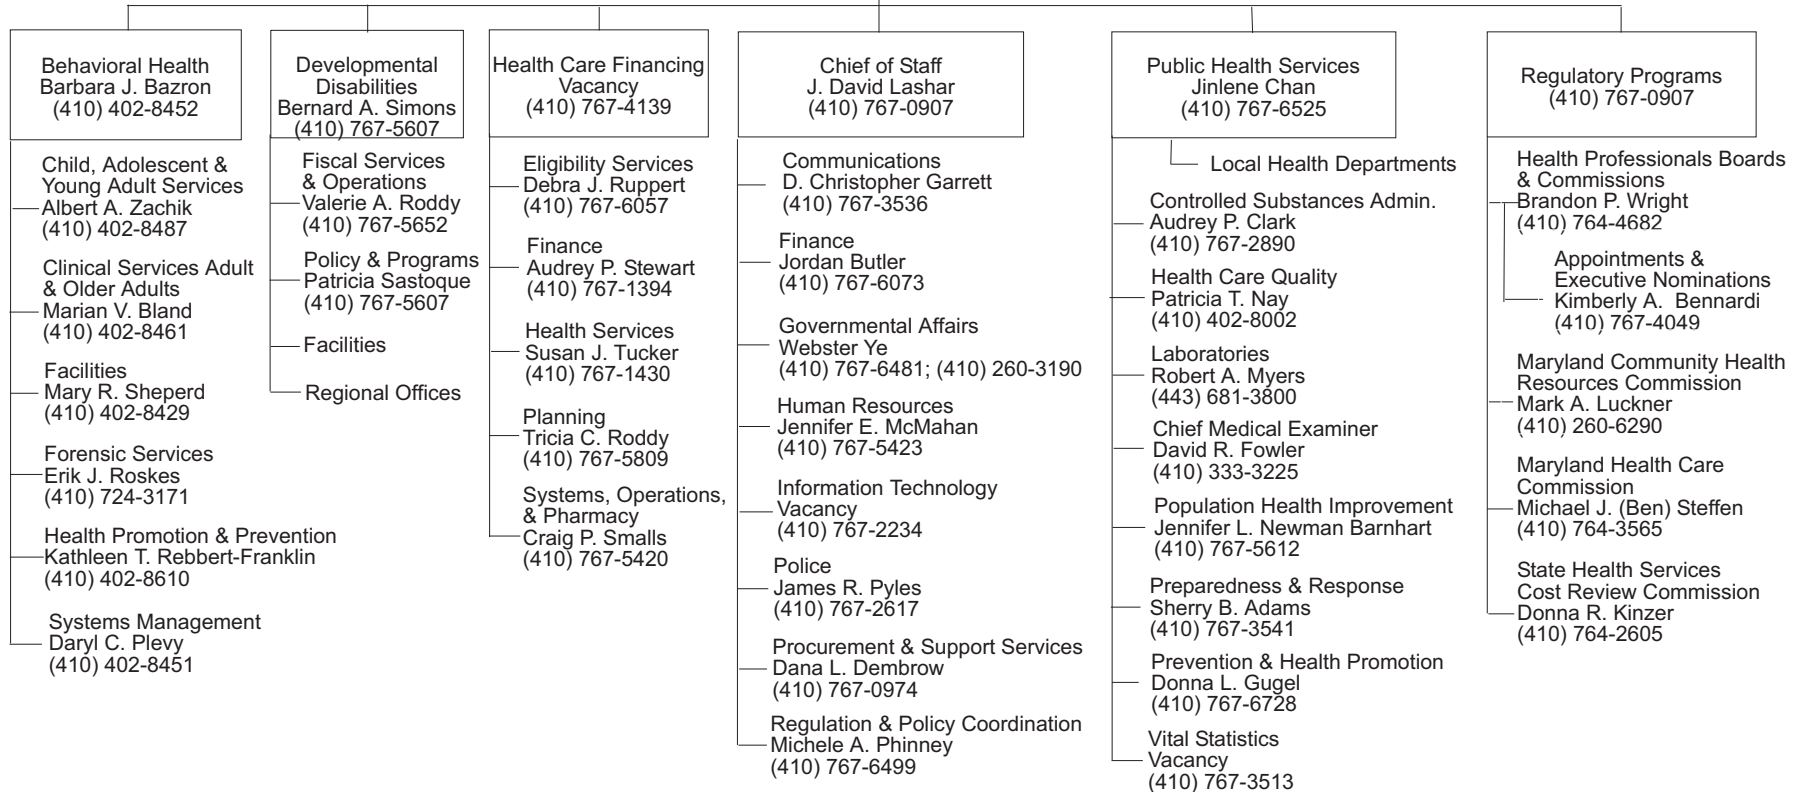 Behavioral Health
Barbara J. Bazron
(410) 402-8452
Child, Adolescent &
Young Adult Services
Albert A. Zachik
(410) 402-8487
Clinical Services Adult
& Older Adults
Marian V. Bland
(410) 402-8461
Facilities
Mary R. Sheperd
(410) 402-8429
Forensic Services
Erik J. Roskes
(410) 724-3171
Health Promotion & Prevention
Kathleen T. Rebbert-Franklin
(410) 402-8610
Systems Management
Daryl C. Plevy
(410) 402-8451
Developmental
Disabilities
Bernard A. Simons
(410) 767-5607
Fiscal Services
& Operations
Valerie A. Roddy
(410) 767-5652
Policy & Programs
Patricia Sastoque
(410) 767-5607
Facilities
Regional Offices
Health Care Financing
Vacancy
(410) 767-4139
Eligibility Services
Debra J. Ruppert
(410) 767-6057
Finance
Audrey P. Stewart
(410) 767-1394
Health Services
Susan J. Tucker
(410) 767-1430
Planning
Tricia C. Roddy
(410) 767-5809
Systems, Operations,
& Pharmacy
Craig P. Smalls
(410) 767-5420
Chief of Staff
J. David Lashar
(410) 767-0907
Communications
D. Christopher Garrett
(410) 767-3536
Finance
Jordan Butler
(410) 767-6073
Governmental Affairs
Webster Ye
(410) 767-6481; (410) 260-3190
Human Resources
Jennifer E. McMahan
(410) 767-5423
Information Technology
Vacancy
(410) 767-2234
Police
James R. Pyles
(410) 767-2617
Procurement & Support Services
Dana L. Dembrow
(410) 767-0974
Regulation & Policy Coordination
Michele A. Phinney
(410) 767-6499
Public Health Services
Jinlene Chan
(410) 767-6525
Local Health Departments
Controlled Substances Admin.
Audrey P. Clark
(410) 767-2890
Health Care Quality
Patricia T. Nay
(410) 402-8002
Laboratories
Robert A. Myers
(443) 681-3800
Chief Medical Examiner
David R. Fowler
(410) 333-3225
Population Health Improvement
Jennifer L. Newman Barnhart
(410) 767-5612
Preparedness & Response
Sherry B. Adams
(410) 767-3541
Prevention & Health Promotion
Donna L. Gugel
(410) 767-6728
Vital Statistics
Vacancy
(410) 767-3513
Regulatory Programs
(410) 767-0907
Health Professionals Boards
& Commissions
Brandon P. Wright
(410) 764-4682
Appointments &
Executive Nominations
Kimberly A. Bennardi
(410) 767-4049
Maryland Community Health
Resources Commission
Mark A. Luckner
(410) 260-6290
Maryland Health Care
Commission
Michael J. (Ben) Steffen
(410) 764-3565
State Health Services
Cost Review Commission
Donna R. Kinzer
(410) 764-2605